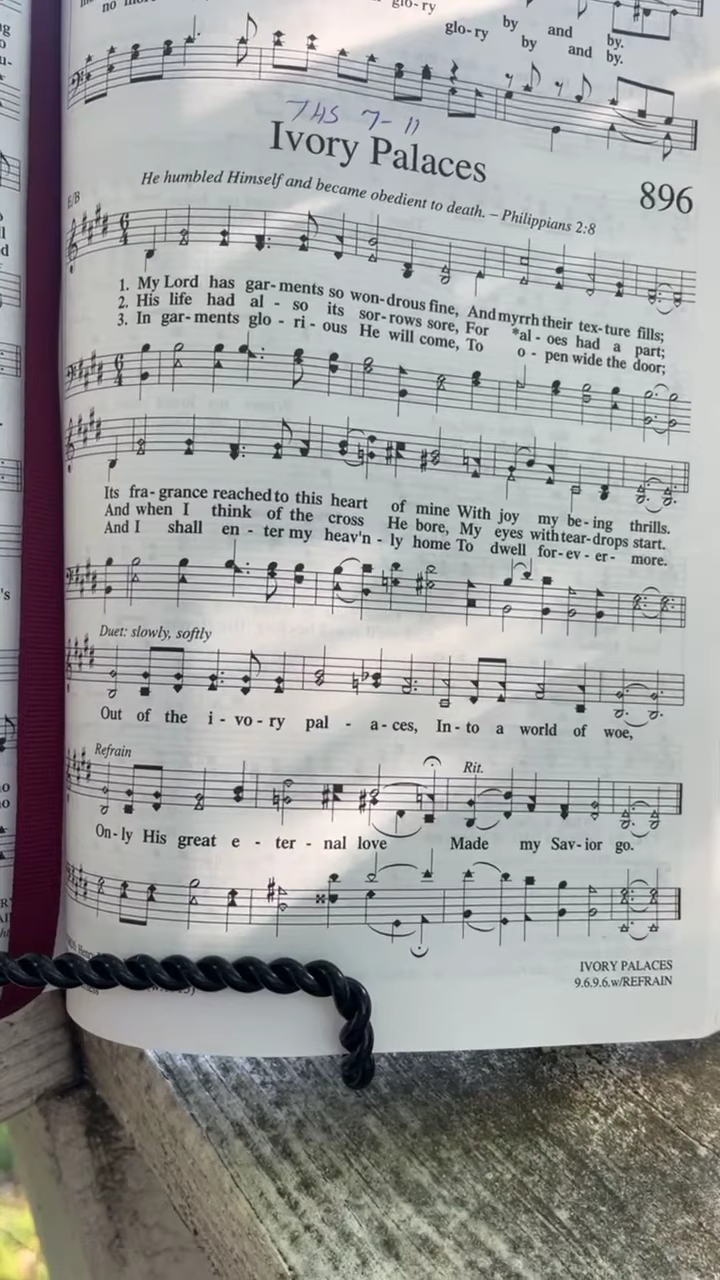 glo-ry
glo-ry by and by.
by and by.
THS 7-11
Ivory Palaces
He humbled Himself and became obedient to death. – Philippians 2:8
896
E/B
1. My Lord has gar-ments so won-drous fine, And myrrh their tex-ture fills;
2. His life had al - so its sor-rows sore, For *al - oes had a part;
3. In gar-ments glo - ri - ous He will come, To o - pen wide the door;
Its fra-grance reached to this heart of mine With joy my be-ing thrills.
And when I think of the cross He bore, My eyes with tear-drops start.
And I shall en - ter my heav'n - ly home To dwell for-ev - er - more.
Duet: slowly, softly
Out of the i - vo - ry pal - a - ces, In - to a world of woe,
Refrain
Rit.
On-ly His great e - ter - nal love Made my Sav-ior go.
IVORY PALACES
9.6.9.6.w/REFRAIN